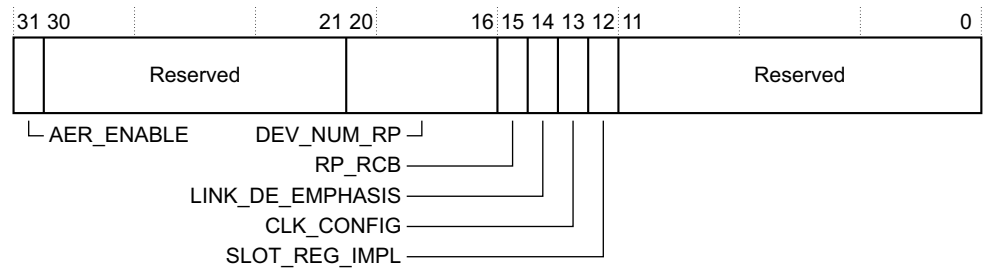 31 30 21 20 16 15 14 13 12 11 0
Reserved Reserved
AER_ENABLE DEV_NUM_RP
RP_RCB
LINK_DE_EMPHASIS
CLK_CONFIG
SLOT_REG_IMPL